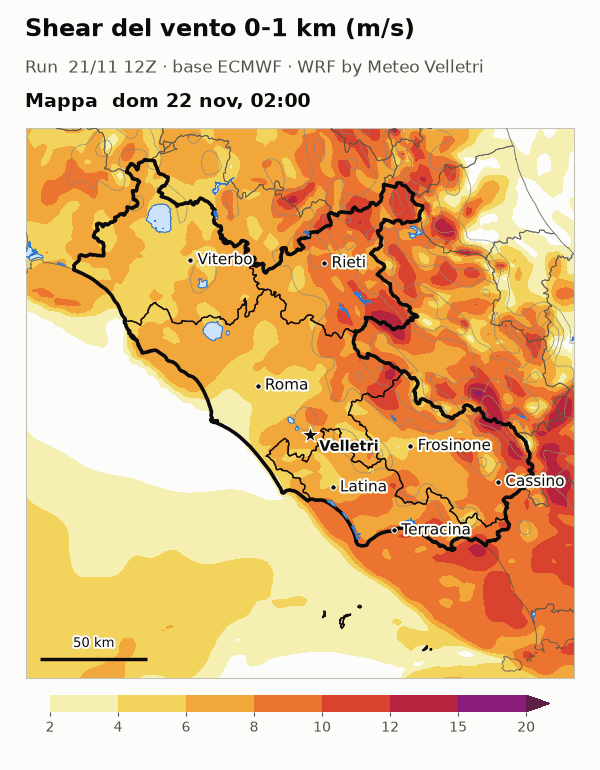 Shear del vento 0-1 km (m/s)
Run 21/11 12Z · base ECMWF · WRF by Meteo Velletri
Mappa dom 22 nov, 02:00
Viterbo
Rieti
Roma
Velletri
Frosinone
Cassino
Latina
Terracina
50 km
2 4 6 8 10 12 15 20